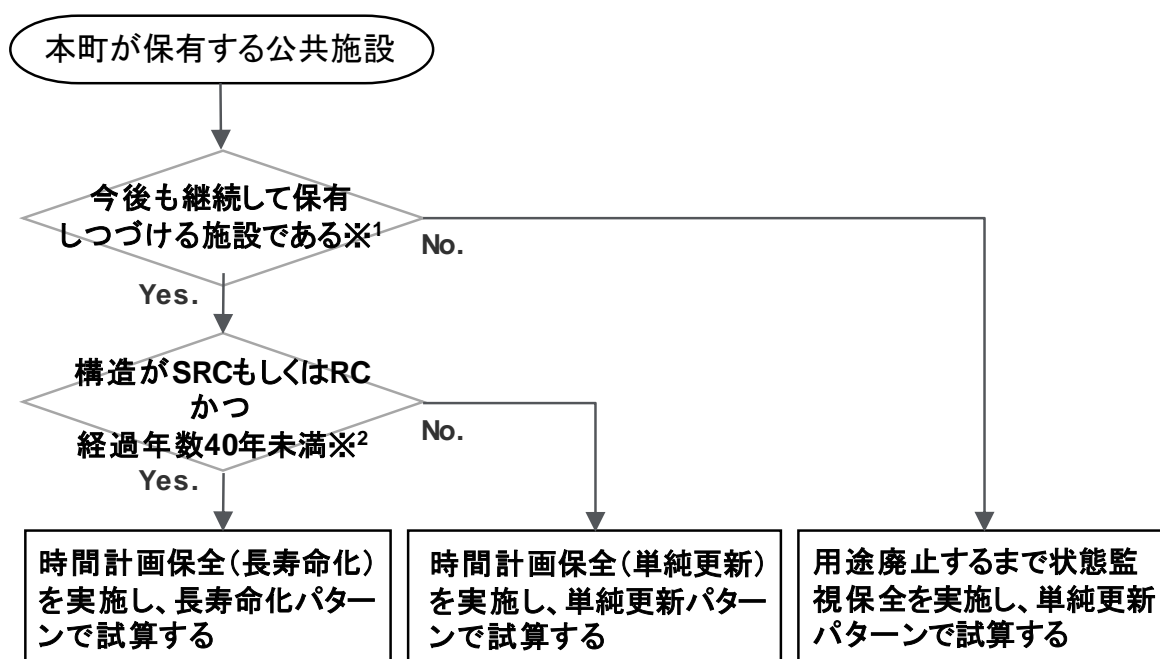 本町が保有する公共施設
今後も継続して保有
しつづける施設である※1
No.
Yes.
構造がSRCもしくはRC
かつ
経過年数40年未満※2
No.
Yes.
時間計画保全（長寿命化）
を実施し、長寿命化パター
ンで試算する
時間計画保全（単純更新）
を実施し、単純更新パター
ンで試算する
用途廃止するまで状態監
視保全を実施し、単純更新
パターンで試算する